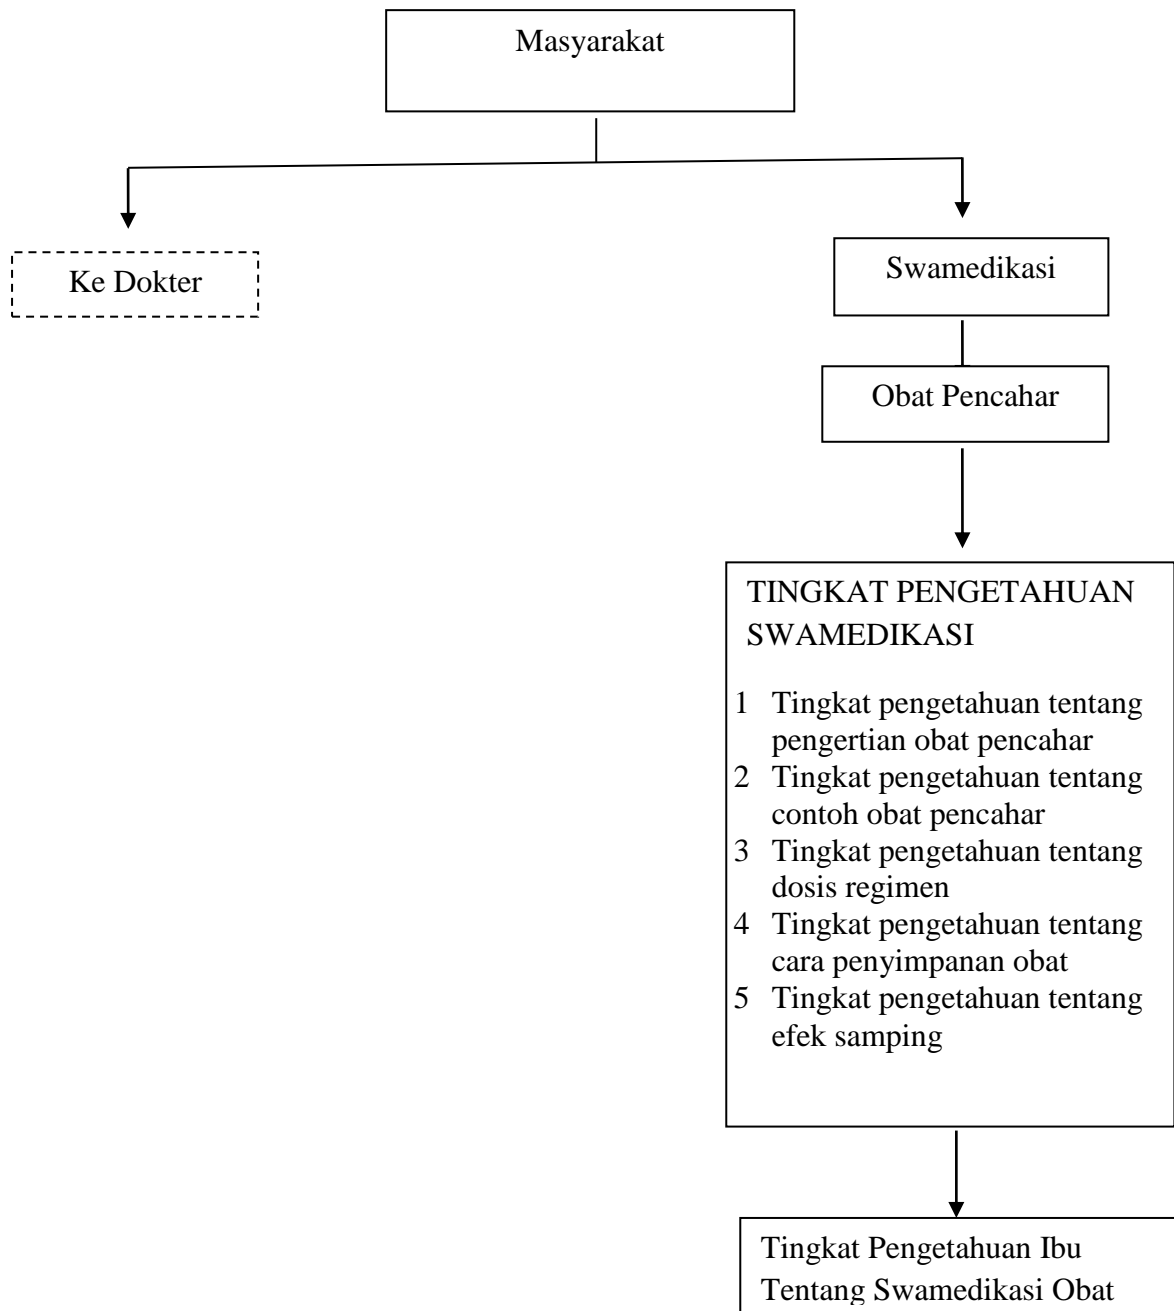 Masyarakat
Ke Dokter
Swamedikasi
Obat Pencahar
TINGKAT PENGETAHUAN
SWAMEDIKASI
1 Tingkat pengetahuan tentang
pengertian obat pencahar
2 Tingkat pengetahuan tentang
contoh obat pencahar
3 Tingkat pengetahuan tentang
dosis regimen
4 Tingkat pengetahuan tentang
cara penyimpanan obat
5 Tingkat pengetahuan tentang
efek samping
Tingkat Pengetahuan Ibu
Tentang Swamedikasi Obat